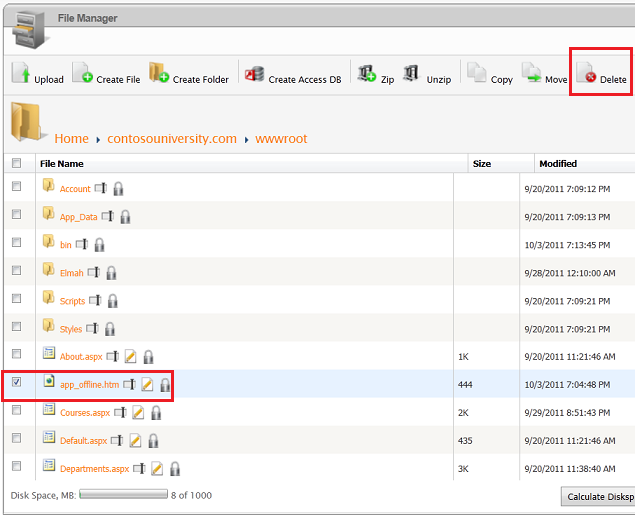 File Manager
Upload Create File Create Folder Create Access DB Zip Unzip Copy Move Delete
Home contosouniversity.com wwwroot
File Name Size Modified
Account 9/20/2011 7:09:12 PM
App_Data 9/20/2011 7:09:13 PM
bin 10/3/2011 7:13:45 PM
Elmah 9/28/2011 12:10:00 AM
Scripts 9/20/2011 7:09:21 PM
Styles 9/20/2011 7:09:21 PM
About.aspx 1K 9/20/2011 11:21:46 AM
app_offline.htm 444 10/3/2011 7:04:48 PM
Courses.aspx 2K 9/29/2011 8:51:43 PM
Default.aspx 435 9/20/2011 11:21:46 AM
Departments.aspx 3K 9/20/2011 11:38:40 AM
Disk Space, MB: 8 of 1000 Calculate Disksp